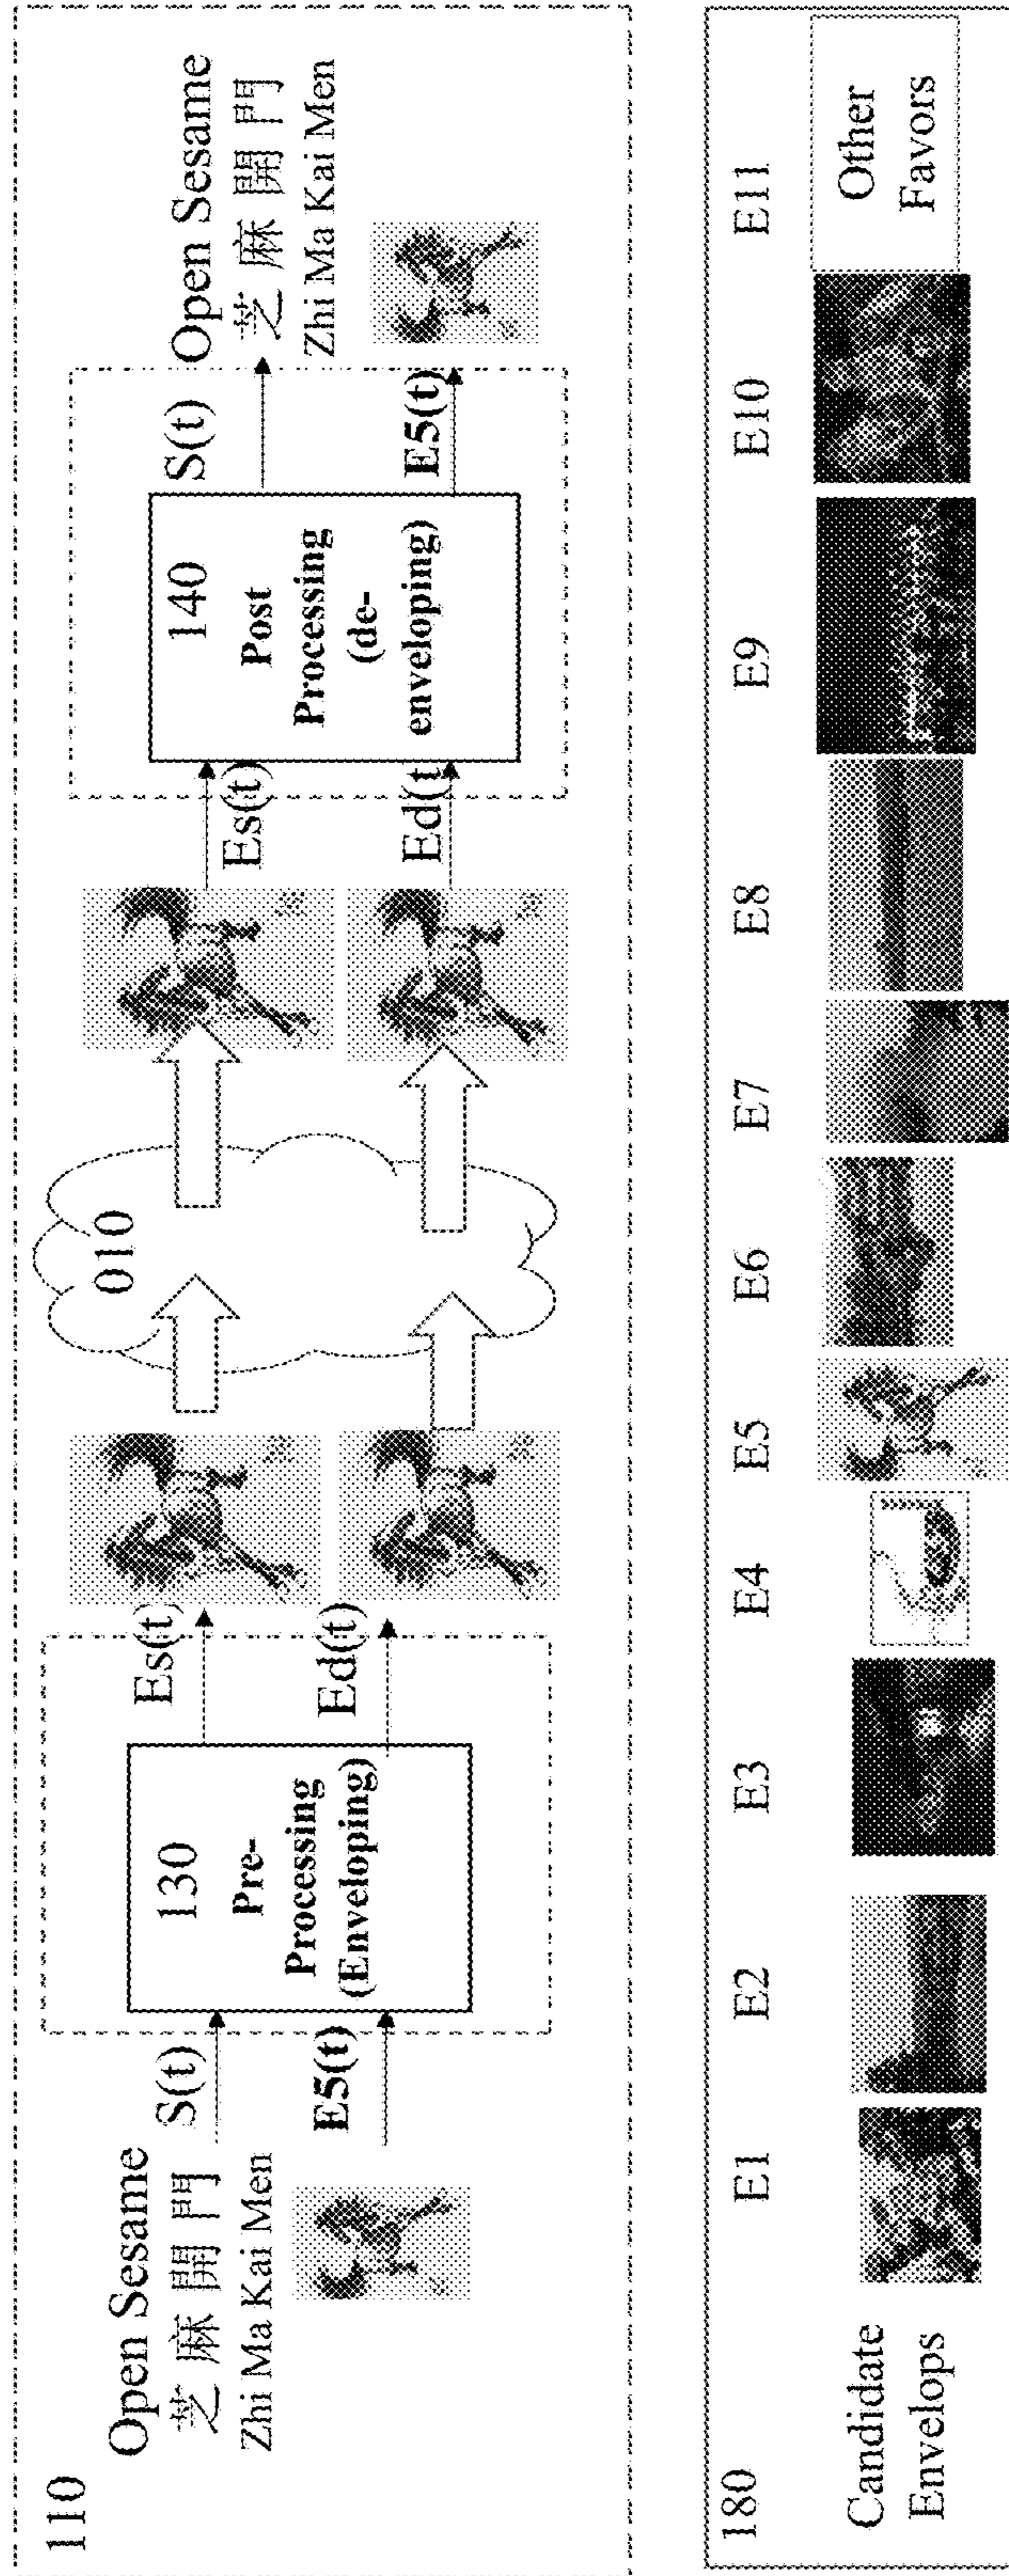 110
Open Sesame
芝麻開門
Zhi Ma Kai Men
S(t)
E5(t)
130
Pre-
Processing
(Enveloping)
Es(t)
Ed(t)
010
Es(t)
Ed(t
140
Post
Processing
(de-
enveloping)
S(t)
E5(t)
Open Sesame
芝麻開門
Zhi Ma Kai Men
180
Candidate
Envelops
E1
E2
E3
E4
E5
E6
E7
E8
E9
E10
E11
Other
Favors